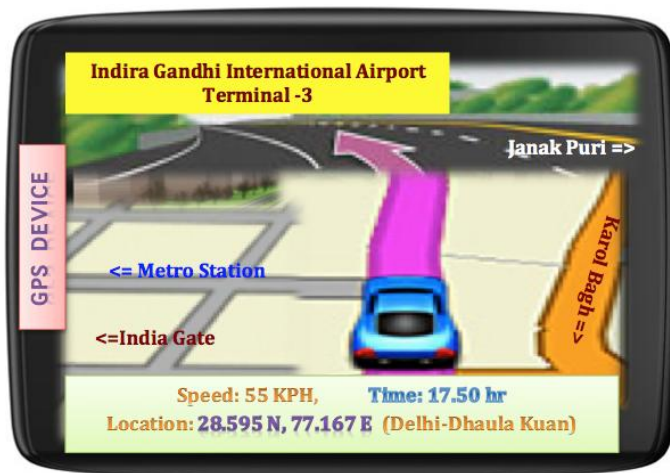 Indira Gandhi International Airport
Terminal -3
Janak Puri =>
GPS DEVICE
Karol Bagh =>
<= Metro Station
<=India Gate
Speed: 55 KPH, Time: 17.50 hr
Location: 28.595 N, 77.167 E (Delhi-Dhaula Kuan)